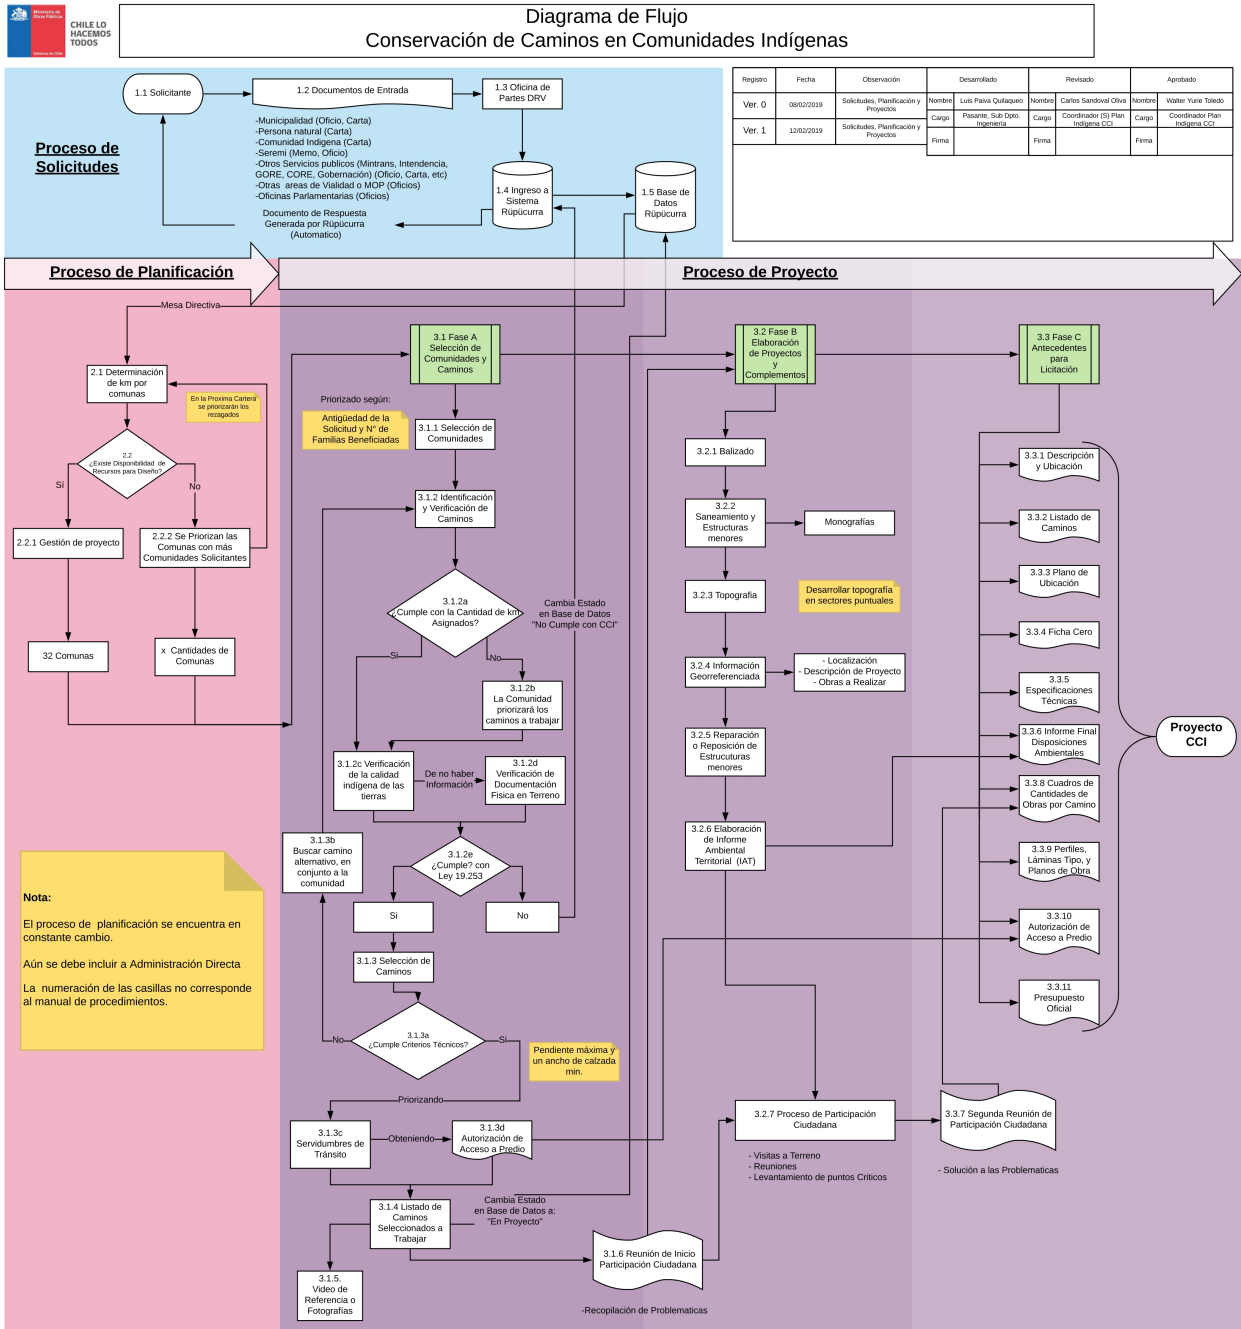 Ministerio de
Obras Públicas
Gobierno de Chile
CHILE LO
HACEMOS
TODOS
Diagrama de Flujo
Conservación de Caminos en Comunidades Indígenas
Registro
Fecha
Observación
Desarrollado
Revisado
Aprobado
Ver. 0
08/02/2019
Solicitudes, Planificación y
Proyectos
Nombre
Luis Paiva Quilaqueo
Nombre
Carlos Sandoval Oliva
Nombre
Walter Yurie Toledo
Cargo
Pasante, Sub Dpto.
Ingeniería
Cargo
Coordinador (S) Plan
Indígena CCI
Cargo
Coordinador Plan
Indígena CCI
Ver. 1
12/02/2019
Solicitudes, Planificación y
Proyectos
Firma
Firma
Firma
Proceso de
Solicitudes
1.1 Solicitante
1.2 Documentos de Entrada
1.3 Oficina de
Partes DRV
-Municipalidad (Oficio, Carta)
-Persona natural (Carta)
-Comunidad Indigena (Carta)
-Seremi (Memo, Oficio)
-Otros Servicios publicos (Mintrans, Intendencia,
GORE, CORE, Gobernación) (Oficio, Carta, etc)
-Otras  areas de Vialidad o MOP (Oficios)
-Oficinas Parlamentarias (Oficios)
1.4 Ingreso a
Sistema
Rüpücurra
1.5 Base de
Datos
Rüpücurra
Documento de Respuesta
Generada por Rüpücurra
(Automatico)
Proceso de Planificación
Proceso de Proyecto
Mesa Directiva
2.1 Determinación
de km por
comunas
En la Proxima Cartera
se priorizarán los
rezagados
2.2
¿Existe Disponibilidad  de
Recursos para Diseño?
Sí
No
2.2.1 Gestión de proyecto
2.2.2 Se Priorizan las
Comunas con más
Comunidades Solicitantes
32 Comunas
x  Cantidades de
Comunas
Nota:
El proceso de  planificación se encuentra en
constante cambio.
Aún se debe incluir a Administración Directa
La  numeración de las casillas no corresponde
al manual de procedimientos.
3.1 Fase A
Selección de
Comunidades y
Caminos
Priorizado según:
Antigüedad de la
Solicitud y N° de
Familias Beneficiadas
3.1.1 Selección de
Comunidades
3.1.2 Identificación
y Verificación de
Caminos
3.1.2a
¿Cumple con la Cantidad de km
Asignados?
Cambia Estado
en Base de Datos
"No Cumple con CCI"
Si
No
3.1.2b
La Comunidad
priorizará los
caminos a trabajar
3.1.2c Verificación
de la calidad
indígena de las
tierras
De no haber
Información
3.1.2d
Verificación de
Documentación
Fisica en Terreno
3.1.3b
Buscar camino
alternativo, en
conjunto a la
comunidad
3.1.2e
¿Cumple? con
Ley 19.253
Si
No
3.1.3 Selección de
Caminos
3.1.3a
¿Cumple Criterios Técnicos?
No
Si
Pendiente máxima y
un ancho de calzada
min.
Priorizando
3.1.3c
Servidumbres de
Tránsito
Obteniendo
3.1.3d
Autorización de
Acceso a Predio
3.1.4 Listado de
Caminos
Seleccionados a
Trabajar
Cambia Estado
en Base de Datos a:
"En Proyecto"
3.1.5.
Video de
Referencia o
Fotografías
3.1.6 Reunión de Inicio
Participación Ciudadana
-Recopilación de Problematicas
3.2 Fase B
Elaboración
de Proyectos
y
Complementos
3.2.1 Balizado
3.2.2
Saneamiento y
Estructuras
menores
Monografías
3.2.3 Topografia
Desarrollar topografía
en sectores puntuales
3.2.4 Información
Georreferenciada
- Localización
- Descripción de Proyecto
- Obras a Realizar
3.2.5 Reparación
o Reposición de
Estrucuturas
menores
3.2.6 Elaboración
de Informe
Ambiental
Territorial  (IAT)
3.2.7 Proceso de Participación
Ciudadana
- Visitas a Terreno
- Reuniones
- Levantamiento de puntos Criticos
3.3 Fase C
Antecedentes
para
Licitación
3.3.1 Descripción
y Ubicación
3.3.2 Listado de
Caminos
3.3.3 Plano de
Ubicación
3.3.4 Ficha Cero
3.3.5
Especificaciones
Técnicas
3.3.6 Informe Final
Disposiciones
Ambientales
3.3.8 Cuadros de
Cantidades de
Obras por Camino
3.3.9 Perfiles,
Láminas Tipo, y
Planos de Obra
3.3.10
Autorización de
Acceso a Predio
3.3.11
Presupuesto
Oficial
Proyecto
CCI
3.3.7 Segunda Reunión de
Participación Ciudadana
- Solución a las Problematicas